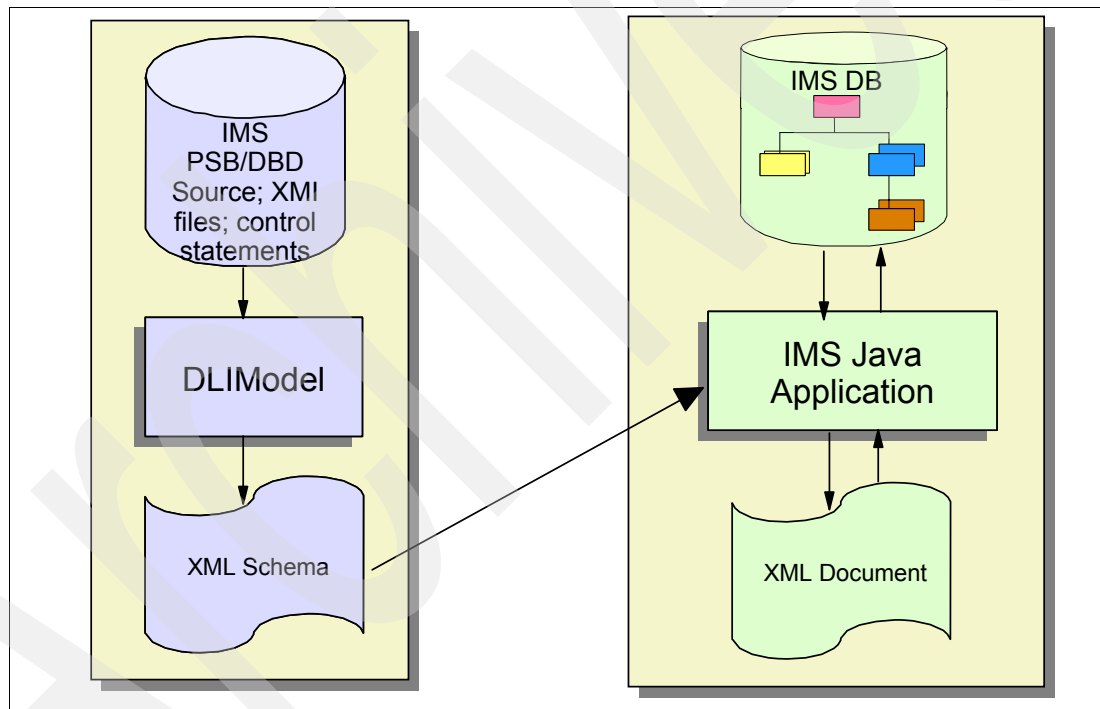 IMS
PSB/DBD
Source; XMI
files; control
statements
DLIModel
XML Schema
IMS DB
IMS Java
Application
XML Document